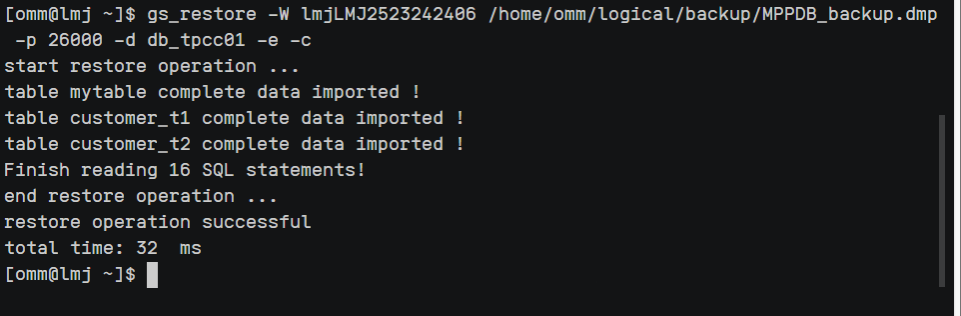 [omm@lmj ~]$ gs_restore -W lmjLMJ2523242406 /home/omm/logical/backup/MPPDB_backup.dmp
 -p 26000 -d db_tpcc01 -e -c
start restore operation ...
table mytable complete data imported !
table customer_t1 complete data imported !
table customer_t2 complete data imported !
Finish reading 16 SQL statements!
end restore operation ...
restore operation successful
total time: 32  ms
[omm@lmj ~]$